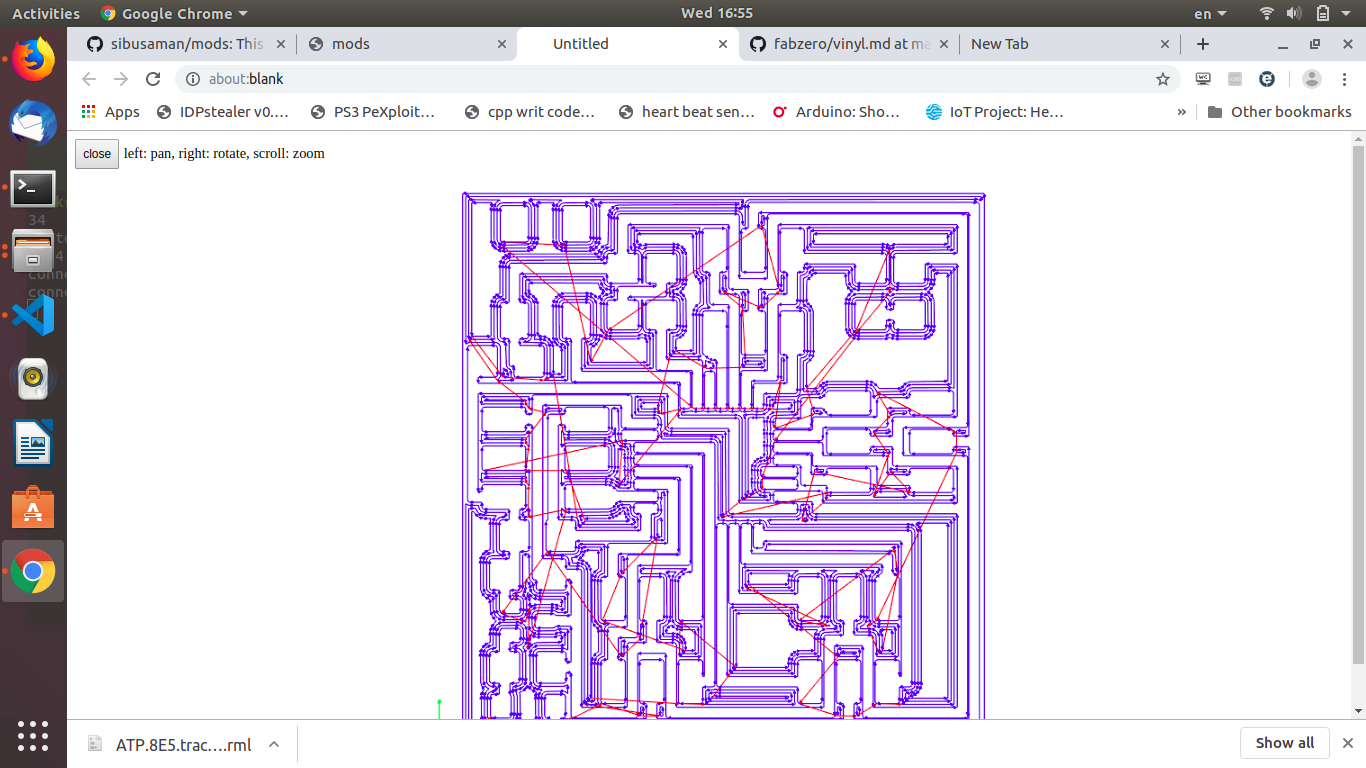 Activities Google Chrome Wed 16:55 en
sibusaman/mods: This mods Untitled fabzero/vinyl.md at ma New Tab
about:blank
Apps IDPstealer v0.... PS3 PeXploit... cpp writ code... heart beat sen... Arduino: Sho... IoT Project: He... » Other bookmarks
close left: pan, right: rotate, scroll: zoom
34
ATP.8E5.trac....rml Show all